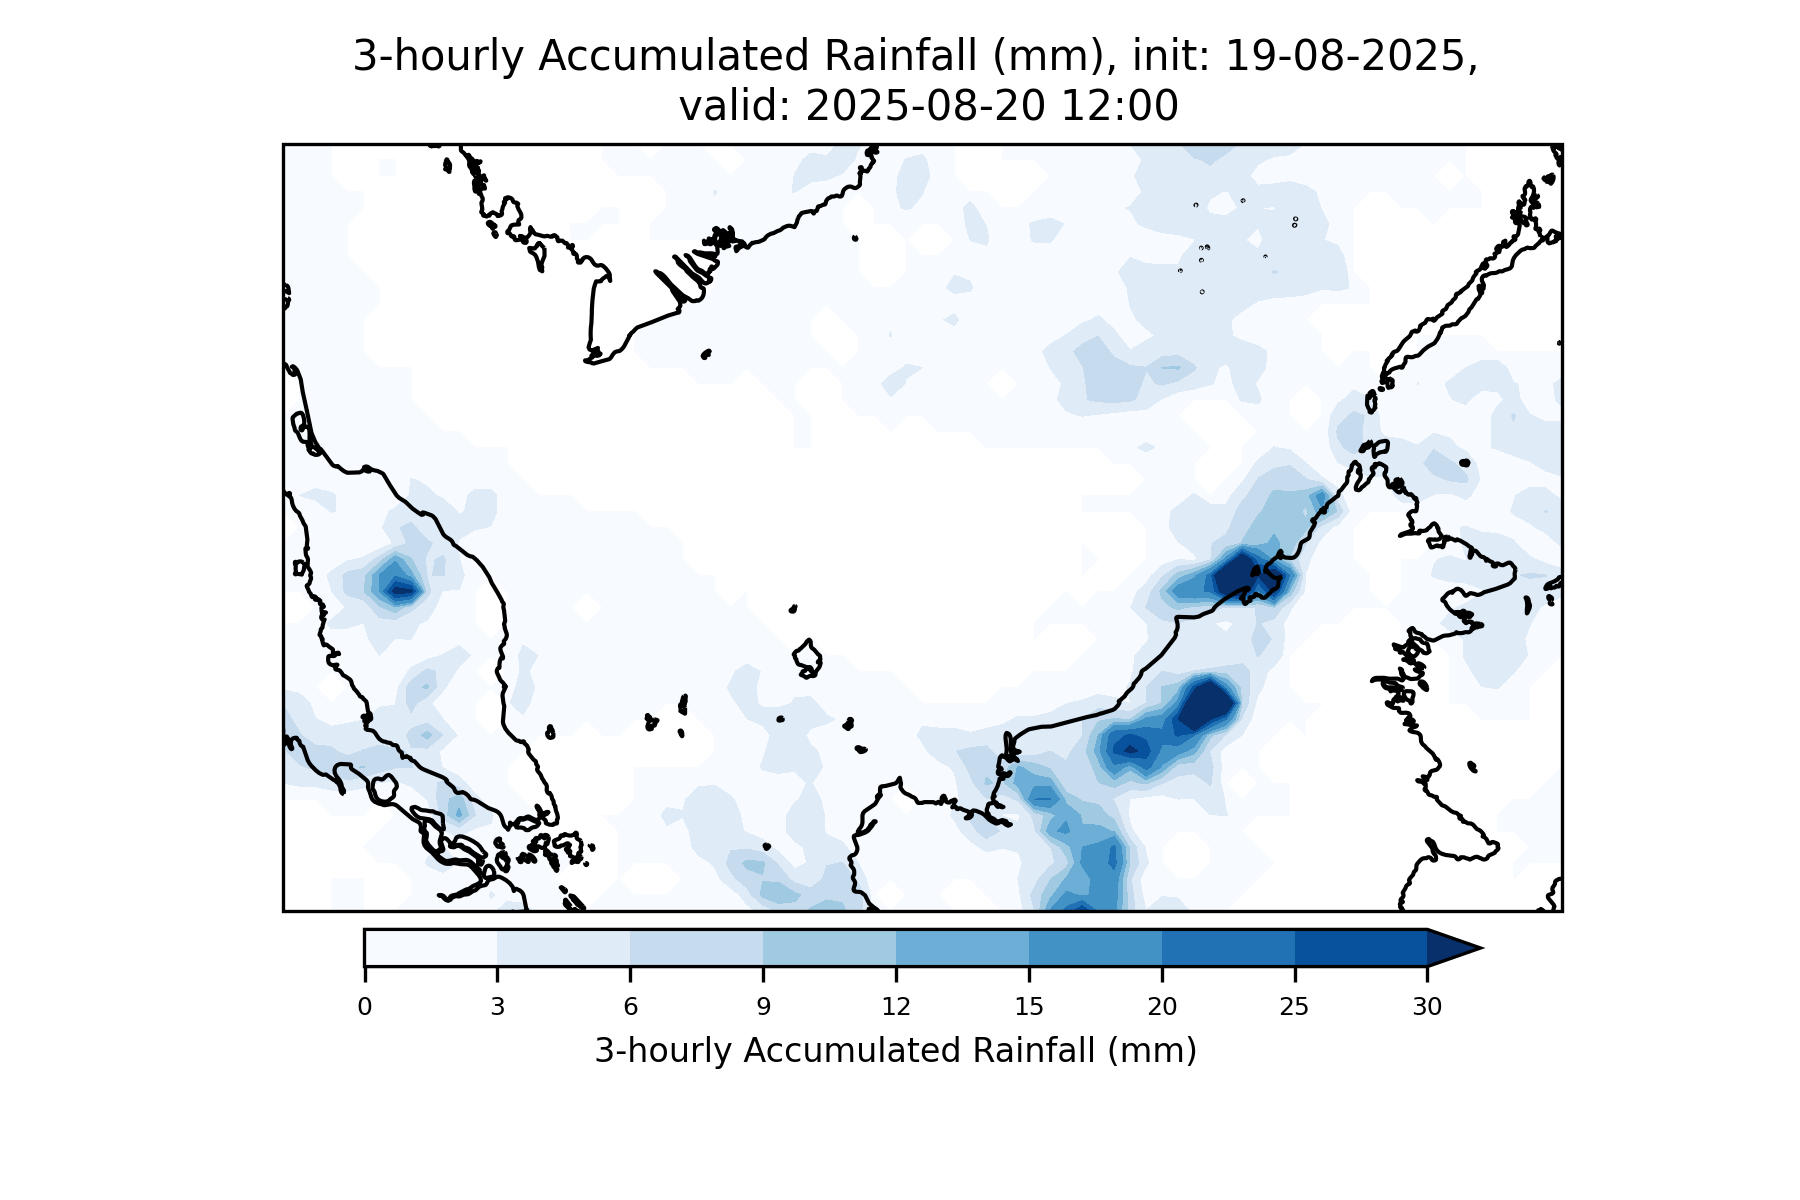 3-hourly Accumulated Rainfall (mm), init: 19-08-2025,
valid: 2025-08-20 12:00
0 3 6 9 12 15 20 25 30
3-hourly Accumulated Rainfall (mm)